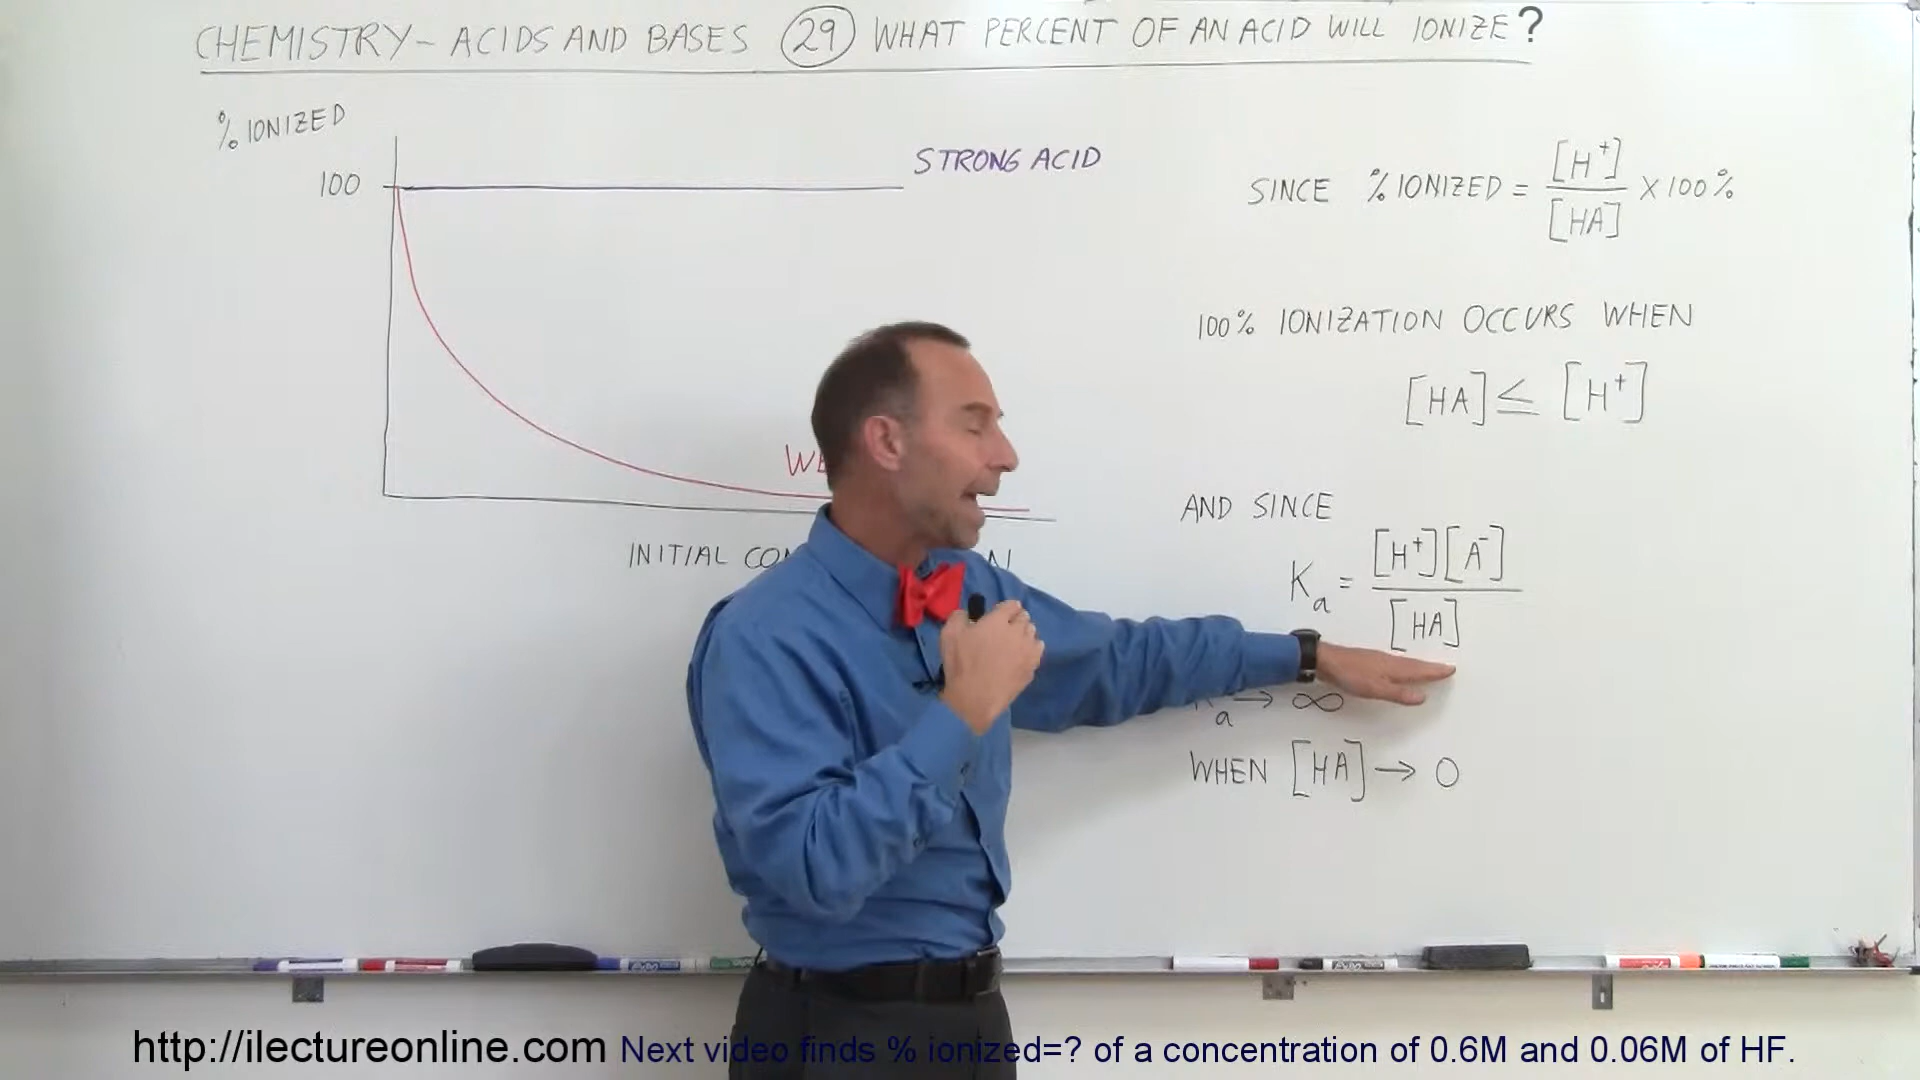 CHEMISTRY - ACIDS AND BASES 29 WHAT PERCENT OF AN ACID WILL IONIZE?
% IONIZED
100
STRONG ACID
INITIAL
SINCE % IONIZED = [H⁺] / [HA] X 100%
100% IONIZATION OCCURS WHEN
[HA] ≤ [H⁺]
AND SINCE
Kₐ = [H⁺][A⁻] / [HA]
a → ∞
WHEN [HA] → 0
http://ilectureonline.com Next video finds % ionized=? of a concentration of 0.6M and 0.06M of HF.